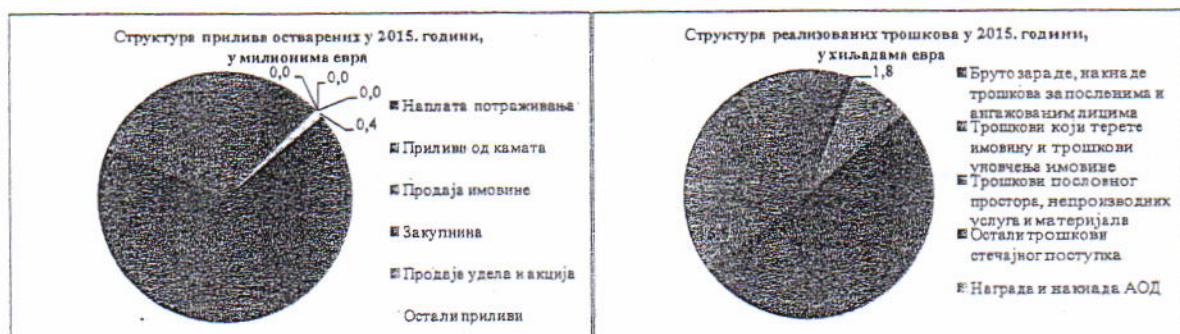 Структура прилива остварених у 2015. години,
у милионима евра
0,0
0,0
0,0
0,4
Наплата потраживања
Приливи од камата
Продаја имовине
Закупнина
Продаја удела и акција
Остали приливи
Структура реализованих трошкова у 2015. години,
у хиљадама евра
1,8
Бруто зараде, накнаде
трошкова запосленима и
ангажованим лицима
Трошкови који терете
имовину и трошкови
уновчења имовине
Трошкови пословног
простора, непроизводних
услуга и материјала
Остали трошкови
стечајног поступка
Награда и накнада АОД